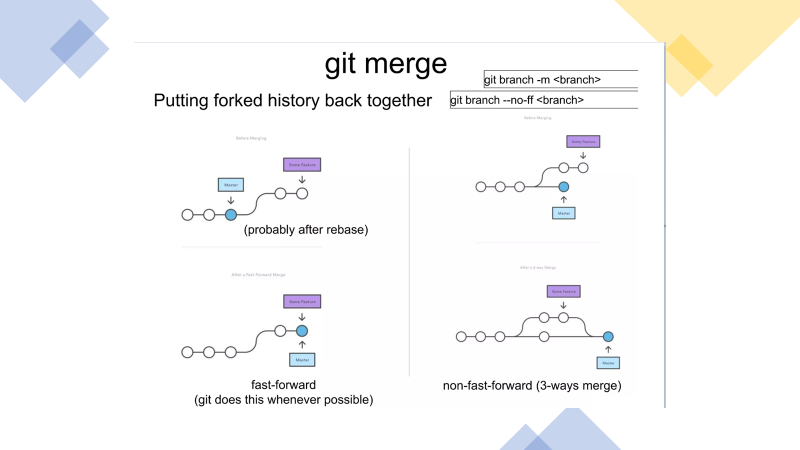 git merge
git branch -m <branch>
Putting forked history back together
git branch --no-ff <branch>
Before Merging
Some Feature
Master
(probably after rebase)
Before Merging
Some Feature
Master
After a Fast-Forward Merge
Some Feature
Master
fast-forward
(git does this whenever possible)
After a 3-way Merge
Some Feature
Master
non-fast-forward (3-ways merge)